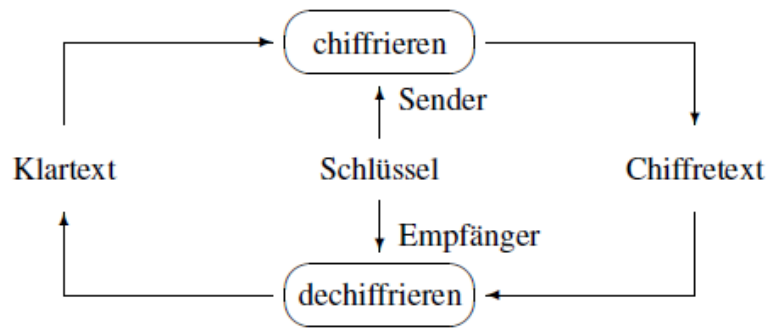 chiffrieren
Sender
Klartext Schlüssel Chiffretext
Empfänger
dechiffrieren